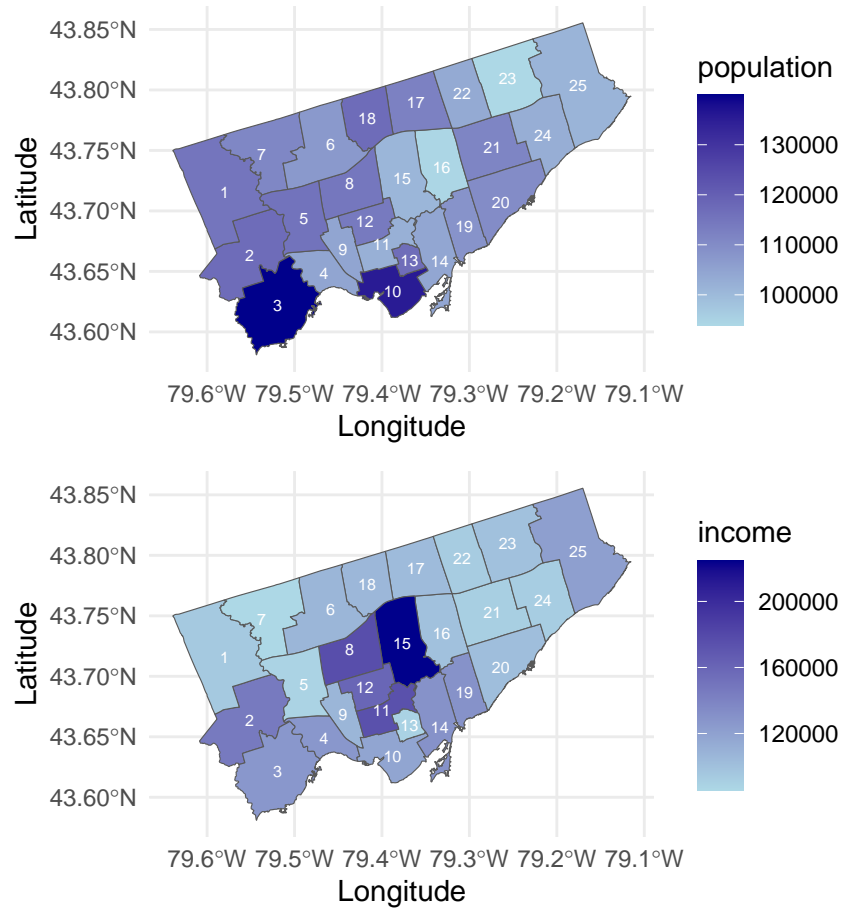 43.85°N
43.80°N
43.75°N
43.70°N
43.65°N
43.60°N
Latitude
1
2
3
4
5
6
7
8
9
10
11
12
13
14
15
16
17
18
19
20
21
22
23
24
25
79.6°W 79.5°W 79.4°W 79.3°W 79.2°W 79.1°W
Longitude
population
130000
120000
110000
100000
43.85°N
43.80°N
43.75°N
43.70°N
43.65°N
43.60°N
Latitude
1
2
3
4
5
6
7
8
9
10
11
12
13
14
15
16
17
18
19
20
21
22
23
24
25
79.6°W 79.5°W 79.4°W 79.3°W 79.2°W 79.1°W
Longitude
income
200000
160000
120000